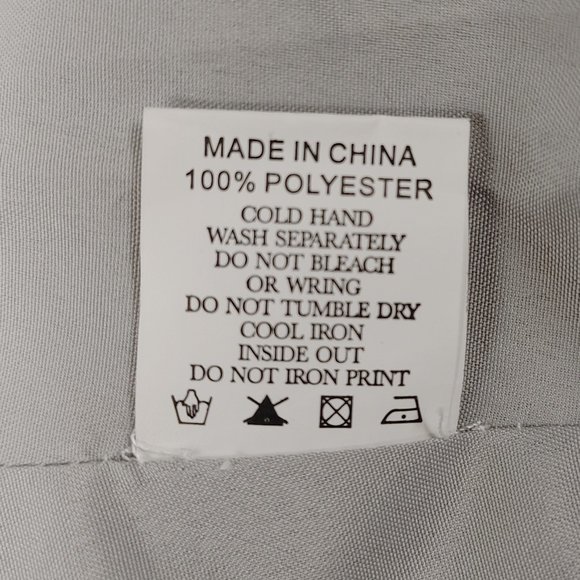 MADE IN CHINA
100% POLYESTER
COLD HAND
WASH SEPARATELY
DO NOT BLEACH
OR WRING
DO NOT TUMBLE DRY
COOL IRON
INSIDE OUT
DO NOT IRON PRINT